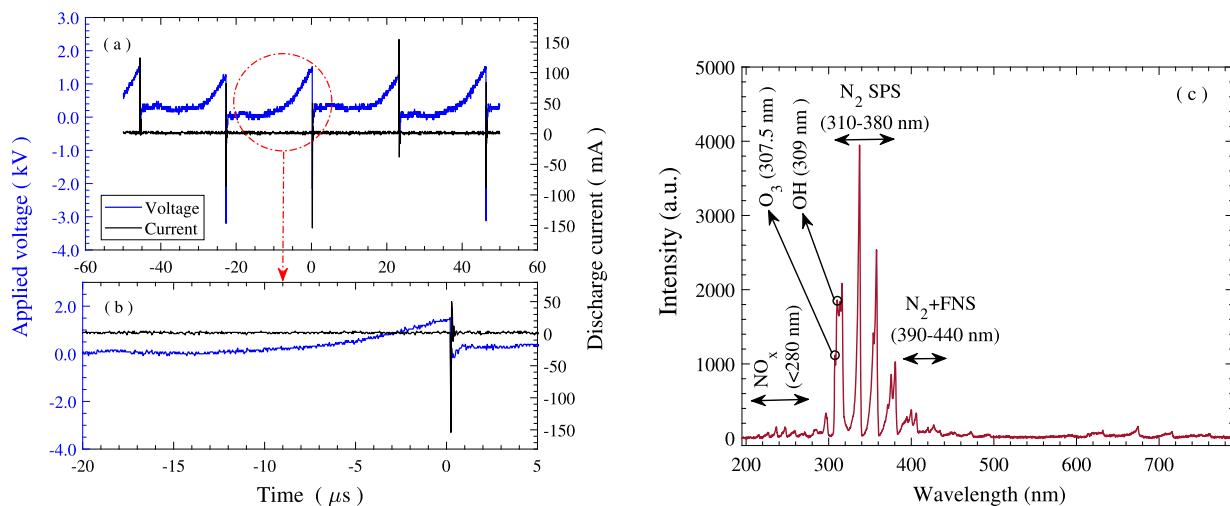 ( a )
3.0
2.0
1.0
0.0
-1.0
-2.0
3.0
-4.0
150
100
50
0
-50
-100
-150
Voltage
Current
-60
-40
-20
0
20
40
60
Applied voltage ( kV )
Discharge current ( mA )
( b )
2.0
0.0
2.0
-4.0
50
0
-50
-100
-150
-20
-15
-10
-5
0
5
Time ( μs )
( c )
5000
4000
3000
2000
1000
0
Intensity (a.u.)
N2 SPS
(310-380 nm)
O3 (307.5 nm)
OH (309 nm)
NOx
(<280 nm)
N2+FNS
(390-440 nm)
200
300
400
500
600
700
Wavelength (nm)